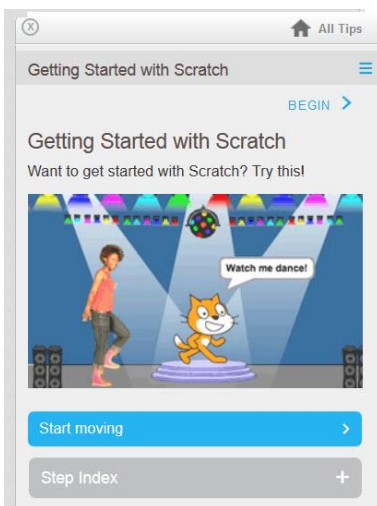 All Tips
Getting Started with Scratch
BEGIN
Getting Started with Scratch
Want to get started with Scratch? Try this!
Watch me dance!
Start moving
Step Index